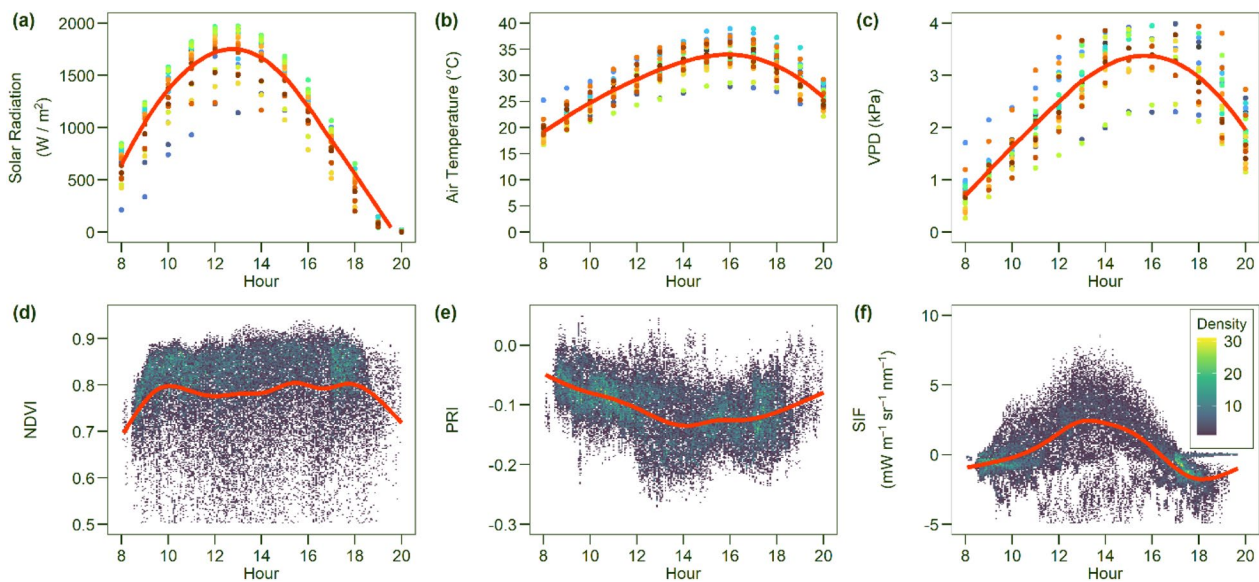 (a)
Solar Radiation
(W / m²)
2000
1500
1000
500
0
8 10 12 14 16 18 20
Hour
(b)
Air Temperature (°C)
40
35
30
25
20
15
10
5
0
8 10 12 14 16 18 20
Hour
(c)
VPD (kPa)
4
3
2
1
0
8 10 12 14 16 18 20
Hour
(d)
NDVI
0.9
0.8
0.7
0.6
0.5
8 10 12 14 16 18 20
Hour
(e)
PRI
0.0
-0.1
-0.2
-0.3
8 10 12 14 16 18 20
Hour
(f)
SIF
(mW m⁻¹ sr⁻¹ nm⁻¹)
10
5
0
-5
8 10 12 14 16 18 20
Hour
Density
30
20
10